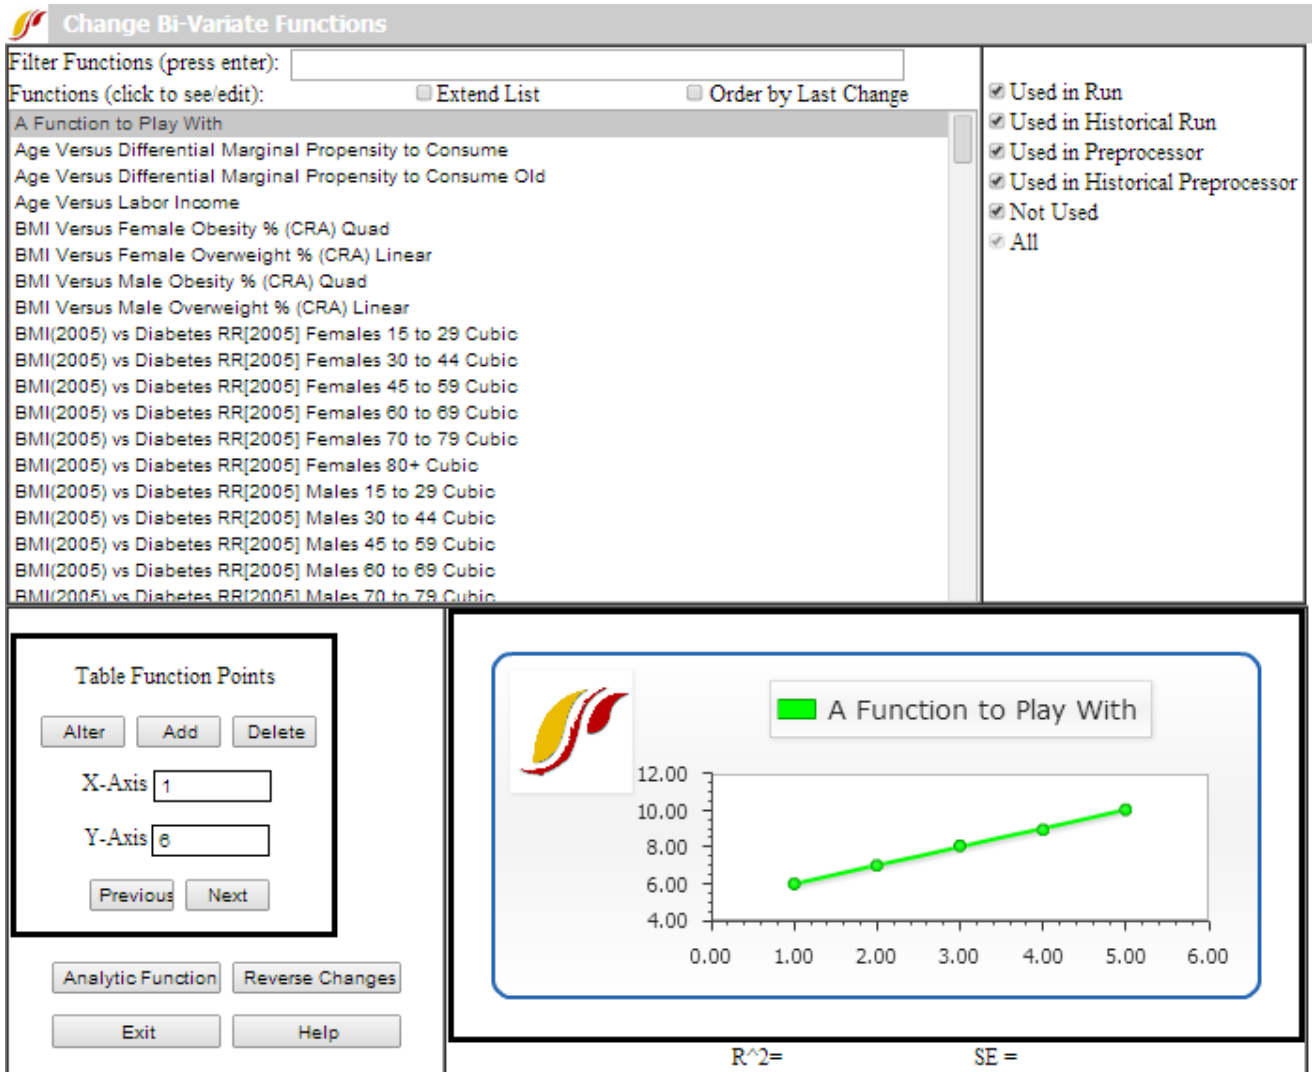 Change Bi-Variate Functions
Filter Functions (press enter):
Functions (click to see/edit): Extend List Order by Last Change
A Function to Play With
Age Versus Differential Marginal Propensity to Consume
Age Versus Differential Marginal Propensity to Consume Old
Age Versus Labor Income
BMI Versus Female Obesity % (CRA) Quad
BMI Versus Female Overweight % (CRA) Linear
BMI Versus Male Obesity % (CRA) Quad
BMI Versus Male Overweight % (CRA) Linear
BMI(2005) vs Diabetes RR[2005] Females 15 to 29 Cubic
BMI(2005) vs Diabetes RR[2005] Females 30 to 44 Cubic
BMI(2005) vs Diabetes RR[2005] Females 45 to 59 Cubic
BMI(2005) vs Diabetes RR[2005] Females 60 to 69 Cubic
BMI(2005) vs Diabetes RR[2005] Females 70 to 79 Cubic
BMI(2005) vs Diabetes RR[2005] Females 80+ Cubic
BMI(2005) vs Diabetes RR[2005] Males 15 to 29 Cubic
BMI(2005) vs Diabetes RR[2005] Males 30 to 44 Cubic
BMI(2005) vs Diabetes RR[2005] Males 45 to 59 Cubic
BMI(2005) vs Diabetes RR[2005] Males 60 to 69 Cubic
BMI(2005) vs Diabetes RR[2005] Males 70 to 79 Cubic
Used in Run
Used in Historical Run
Used in Preprocessor
Used in Historical Preprocessor
Not Used
All
Table Function Points
Alter Add Delete
X-Axis 1
Y-Axis 6
Previous Next
Analytic Function Reverse Changes
Exit Help
A Function to Play With
12.00
10.00
8.00
6.00
4.00
0.00 1.00 2.00 3.00 4.00 5.00 6.00
R^2= SE =